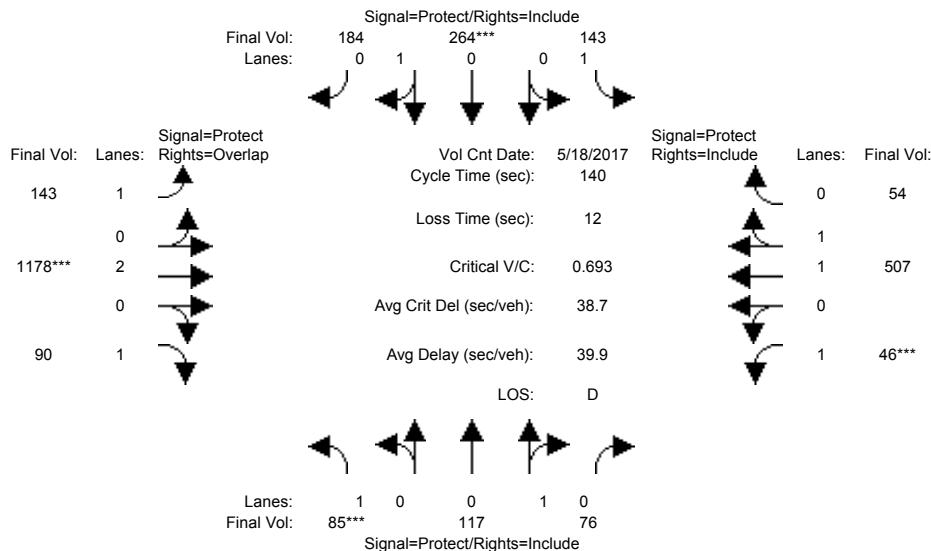 Signal=Protect/Rights=Include
Final Vol: 184 264*** 143
Lanes: 0 1 0 0 1
Signal=Protect Signal=Protect
Final Vol: Lanes: Rights=Overlap Vol Cnt Date: 5/18/2017 Rights=Include Lanes: Final Vol:
Cycle Time (sec): 140
143 1 0 54
Loss Time (sec): 12
0 1
1178*** 2 Critical V/C: 0.693 1 507
0 Avg Crit Del (sec/veh): 38.7 0
90 1 Avg Delay (sec/veh): 39.9 1 46***
LOS: D
Lanes: 1 0 0 1 0
Final Vol: 85*** 117 76
Signal=Protect/Rights=Include